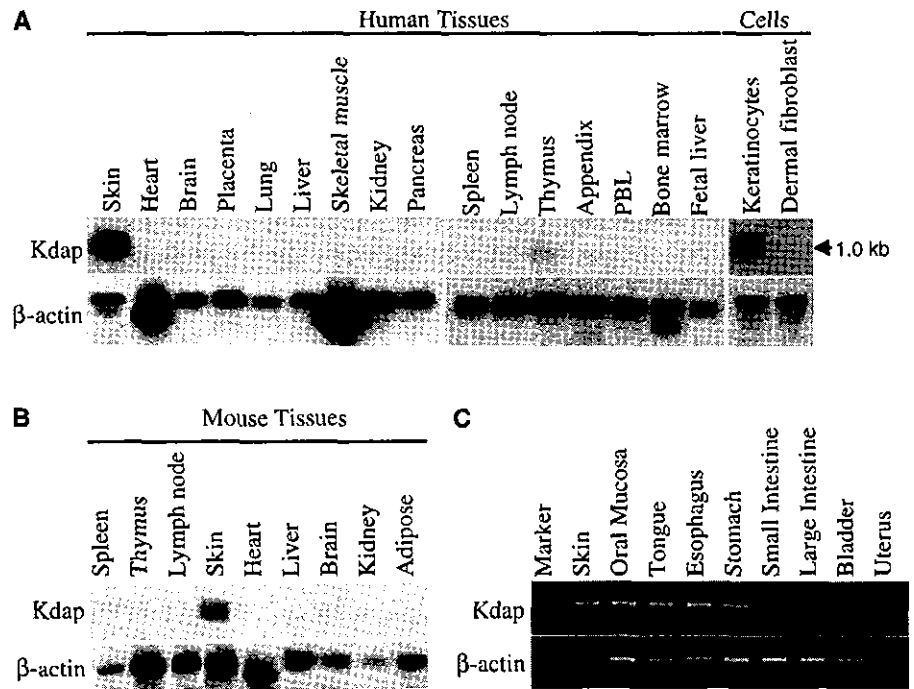 A
Human Tissues
Cells
Skin
Heart
Brain
Placenta
Lung
Liver
Skeletal muscle
Kidney
Pancreas
Spleen
Lymph node
Thymus
Appendix
PBL
Bone marrow
Fetal liver
Keratinocytes
Dermal fibroblast
Kdap
1.0 kb
β-actin
B
Mouse Tissues
Spleen
Thymus
Lymph node
Skin
Heart
Liver
Brain
Kidney
Adipose
Kdap
β-actin
C
Marker
Skin
Oral Mucosa
Tongue
Esophagus
Stomach
Small Intestine
Large Intestine
Bladder
Uterus
Kdap
β-actin